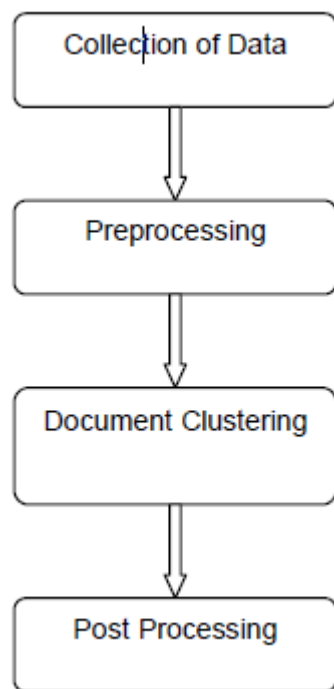 Collection of Data
Preprocessing
Document Clustering
Post Processing